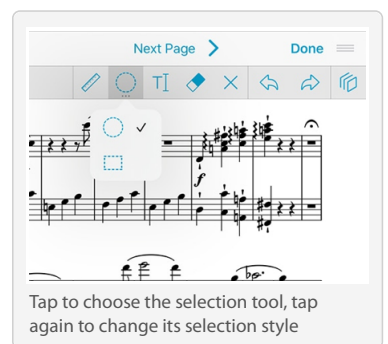 Next Page
Done
Tap to choose the selection tool, tap
again to change its selection style